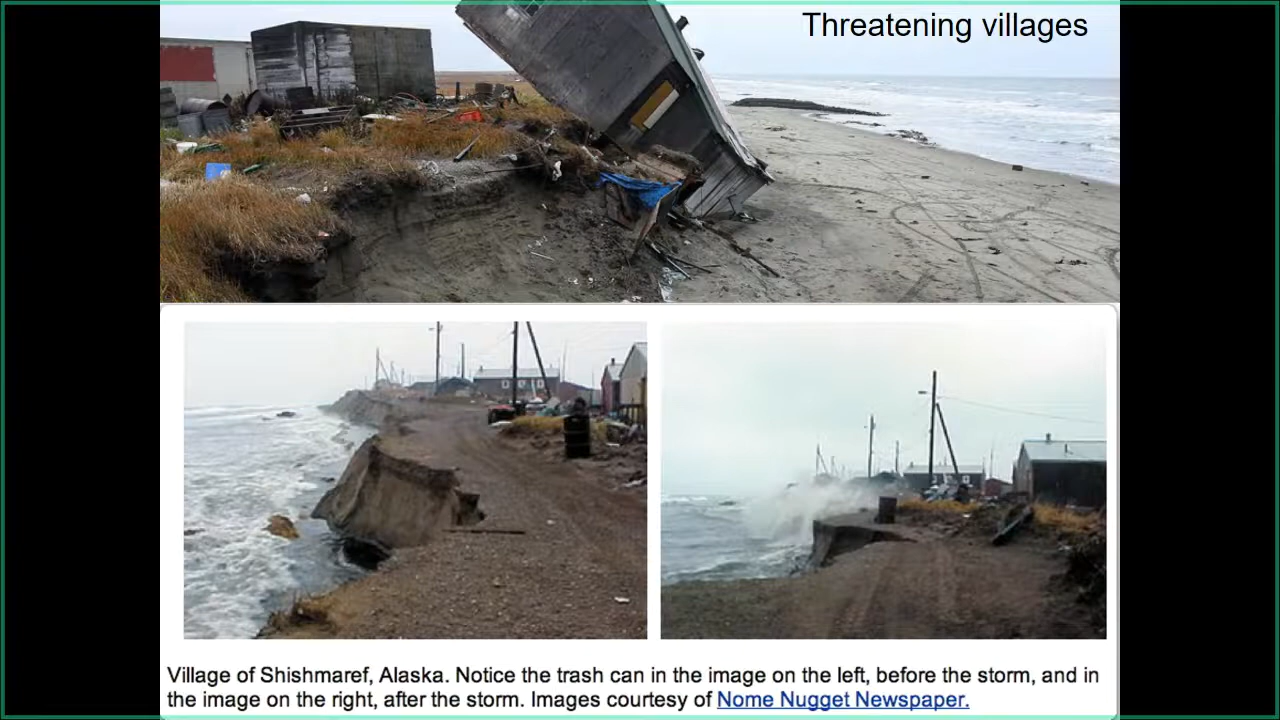 Threatening villages
Village of Shishmaref, Alaska. Notice the trash can in the image on the left, before the storm, and in
the image on the right, after the storm. Images courtesy of Nome Nugget Newspaper.